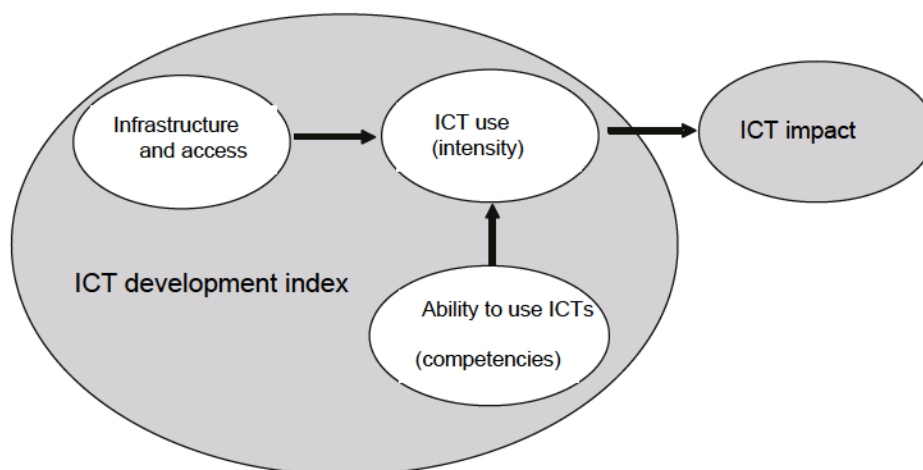 Infrastructure
and access
ICT use
(intensity)
ICT impact
ICT development index
Ability to use ICTs
(competencies)